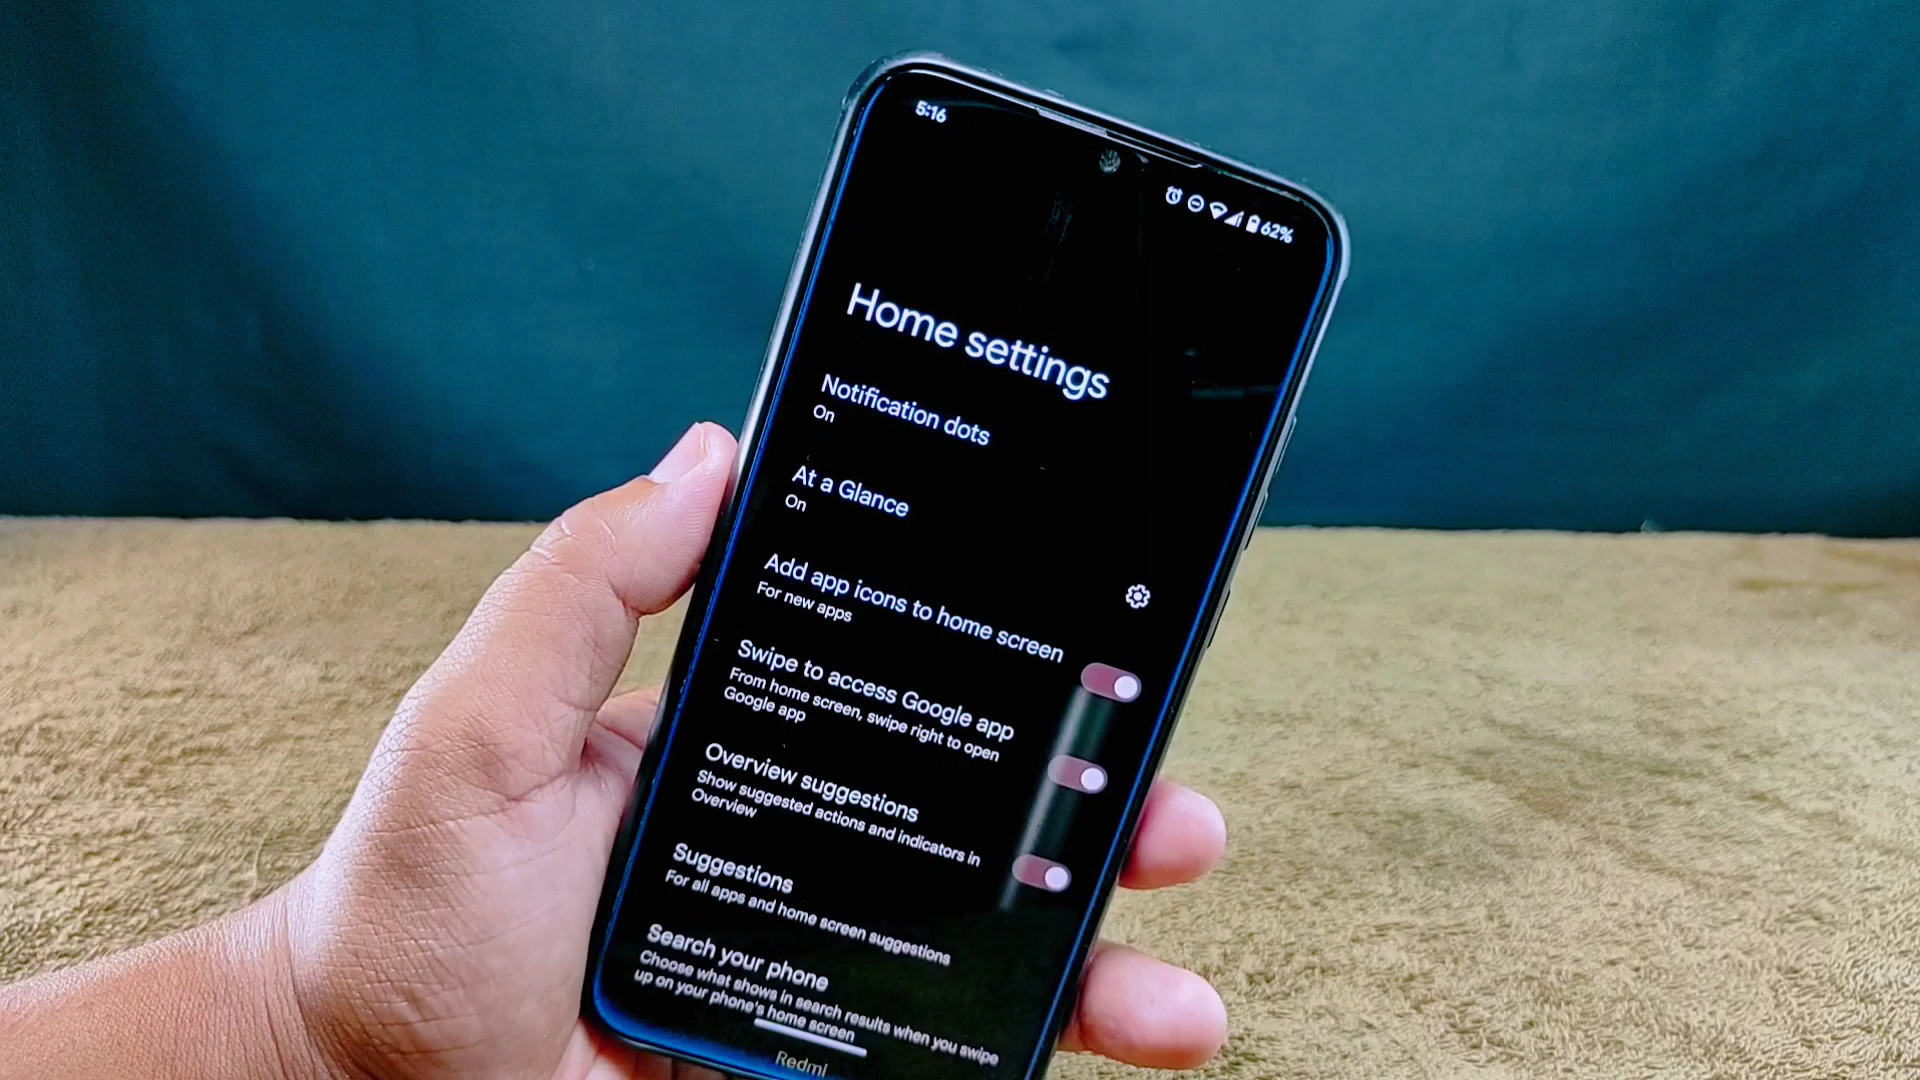 5:16
62%
Home settings
Notification dots
On
At a Glance
On
Add app icons to home screen
For new apps
Swipe to access Google app
From home screen, swipe right to open
Google app
Overview suggestions
Show suggested actions and indicators in
Overview
Suggestions
For all apps and home screen suggestions
Search your phone
Choose what shows in search results when you swipe
up on your phone's home screen
Redmi